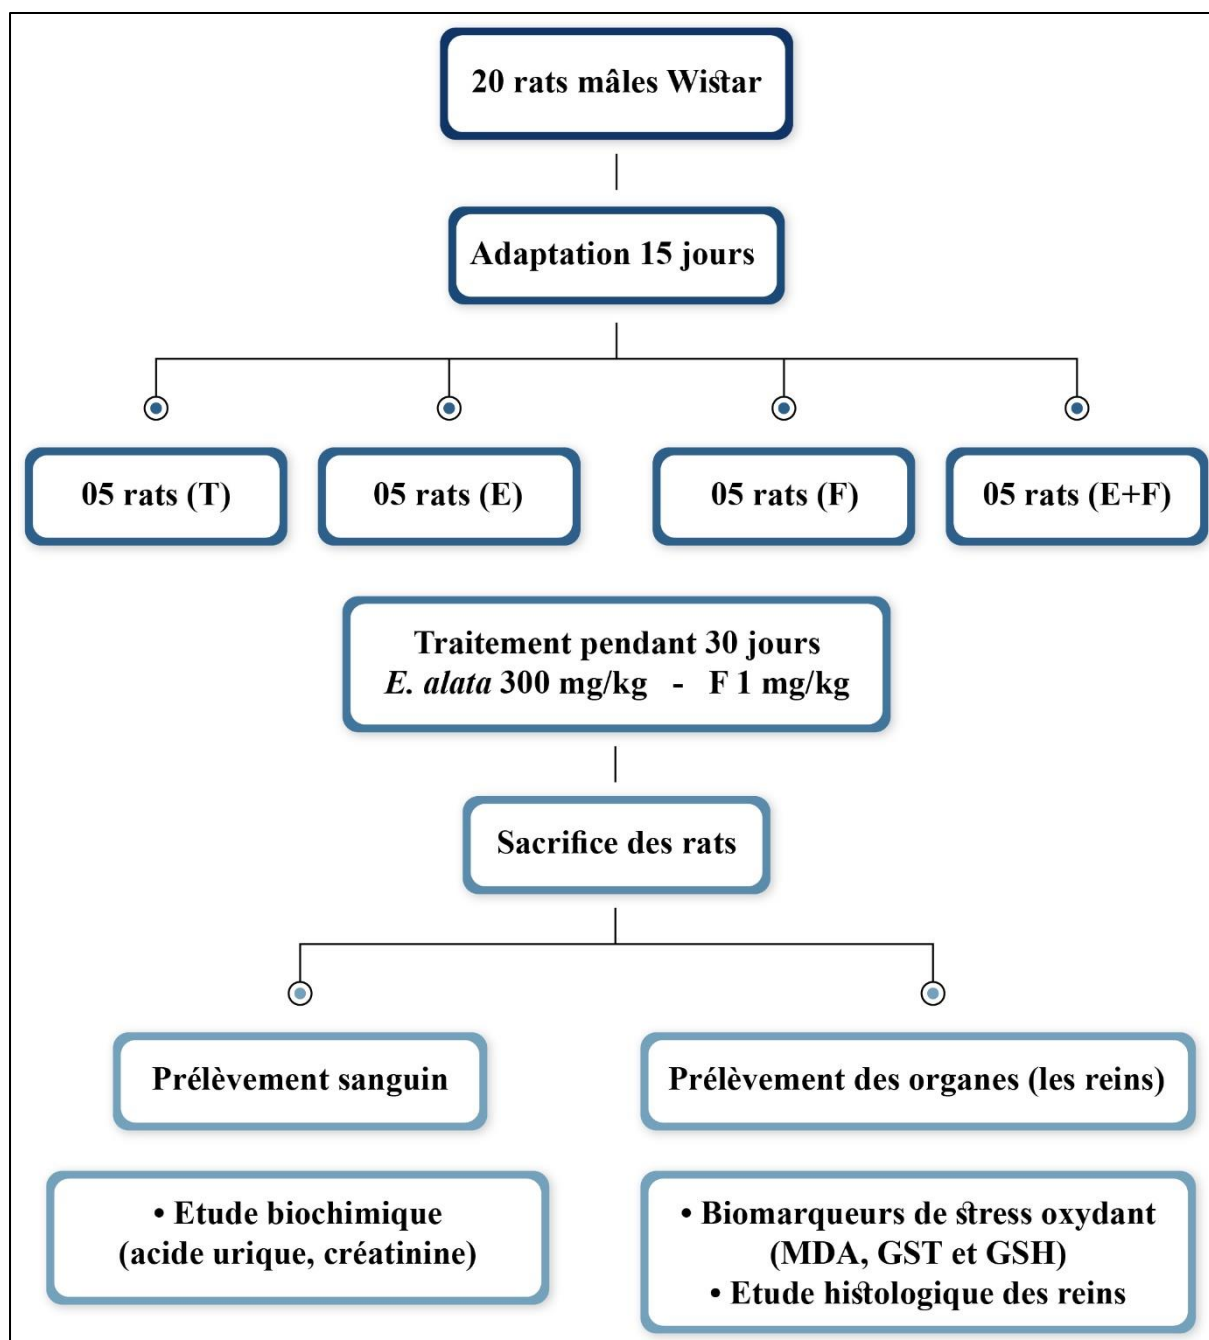 20 rats mâles Wistar
Adaptation 15 jours
05 rats (T)
05 rats (E)
05 rats (F)
05 rats (E+F)
Traitement pendant 30 jours
E. alata 300 mg/kg - F 1 mg/kg
Sacrifice des rats
Prélèvement sanguin
Prélèvement des organes (les reins)
• Etude biochimique
(acide urique, créatinine)
• Biomarqueurs de stress oxydant
(MDA, GST et GSH)
• Etude histologique des reins